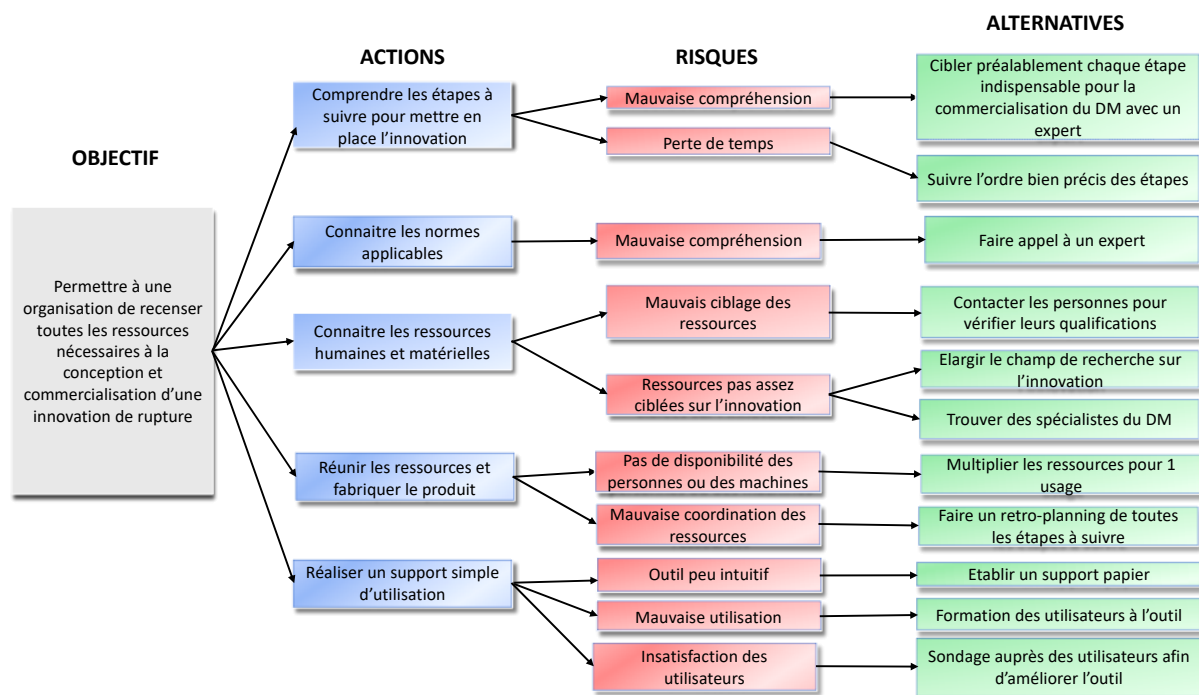 ALTERNATIVES
ACTIONS
RISQUES
OBJECTIF
Permettre à une
organisation de recenser
toutes les ressources
nécessaires à la
conception et
commercialisation d’une
innovation de rupture
Comprendre les étapes à
suivre pour mettre en
place l’innovation
Mauvaise compréhension
Cibler préalablement chaque étape
indispensable pour la
commercialisation du DM avec un
expert
Perte de temps
Suivre l’ordre bien précis des étapes
Connaitre les normes
applicables
Mauvaise compréhension
Faire appel à un expert
Connaitre les ressources
humaines et matérielles
Mauvais ciblage des
ressources
Contacter les personnes pour
vérifier leurs qualifications
Ressources pas assez
ciblées sur l’innovation
Elargir le champ de recherche sur
l’innovation
Trouver des spécialistes du DM
Réunir les ressources et
fabriquer le produit
Pas de disponibilité des
personnes ou des machines
Multiplier les ressources pour 1
usage
Mauvaise coordination des
ressources
Faire un retro-planning de toutes
les étapes à suivre
Réaliser un support simple
d’utilisation
Outil peu intuitif
Etablir un support papier
Mauvaise utilisation
Formation des utilisateurs à l’outil
Insatisfaction des
utilisateurs
Sondage auprès des utilisateurs afin
d’améliorer l’outil